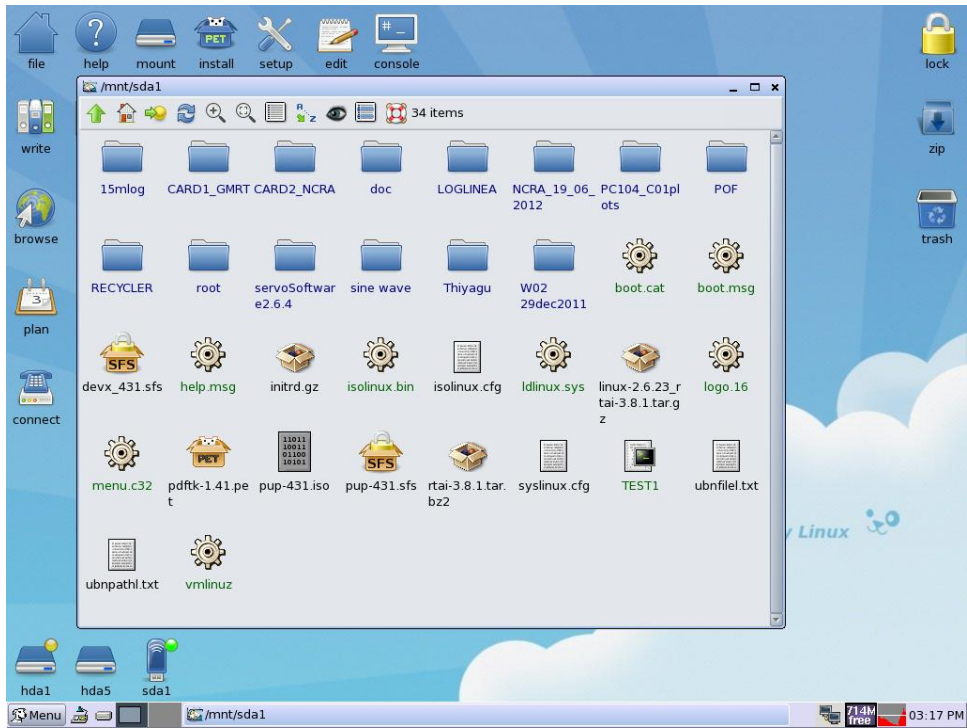 file
help
mount
install
setup
edit
console
lock
PET
# _
/mnt/sda1
34 items
write
zip
browse
trash
plan
3
connect
15mlog
CARD1_GMRT
CARD2_NCRA
doc
LOGLINEA
NCRA_19_06_
2012
PC104_C01pl
ots
POF
RECYCLER
root
servoSoftwar
e2.6.4
sine wave
Thiyagu
W02
29dec2011
boot.cat
boot.msg
SFS
devx_431.sfs
help.msg
initrd.gz
isolinux.bin
isolinux.cfg
ldlinux.sys
linux-2.6.23_r
tai-3.8.1.tar.g
z
logo.16
menu.c32
PET
pdftk-1.41.pe
t
11011
10011
01100
10101
pup-431.iso
SFS
pup-431.sfs
rtai-3.8.1.tar.
bz2
syslinux.cfg
TEST1
ubnfilel.txt
y Linux
ubnpathl.txt
vmlinuz
hda1
hda5
sda1
Menu
/mnt/sda1
714M
free
03:17 PM